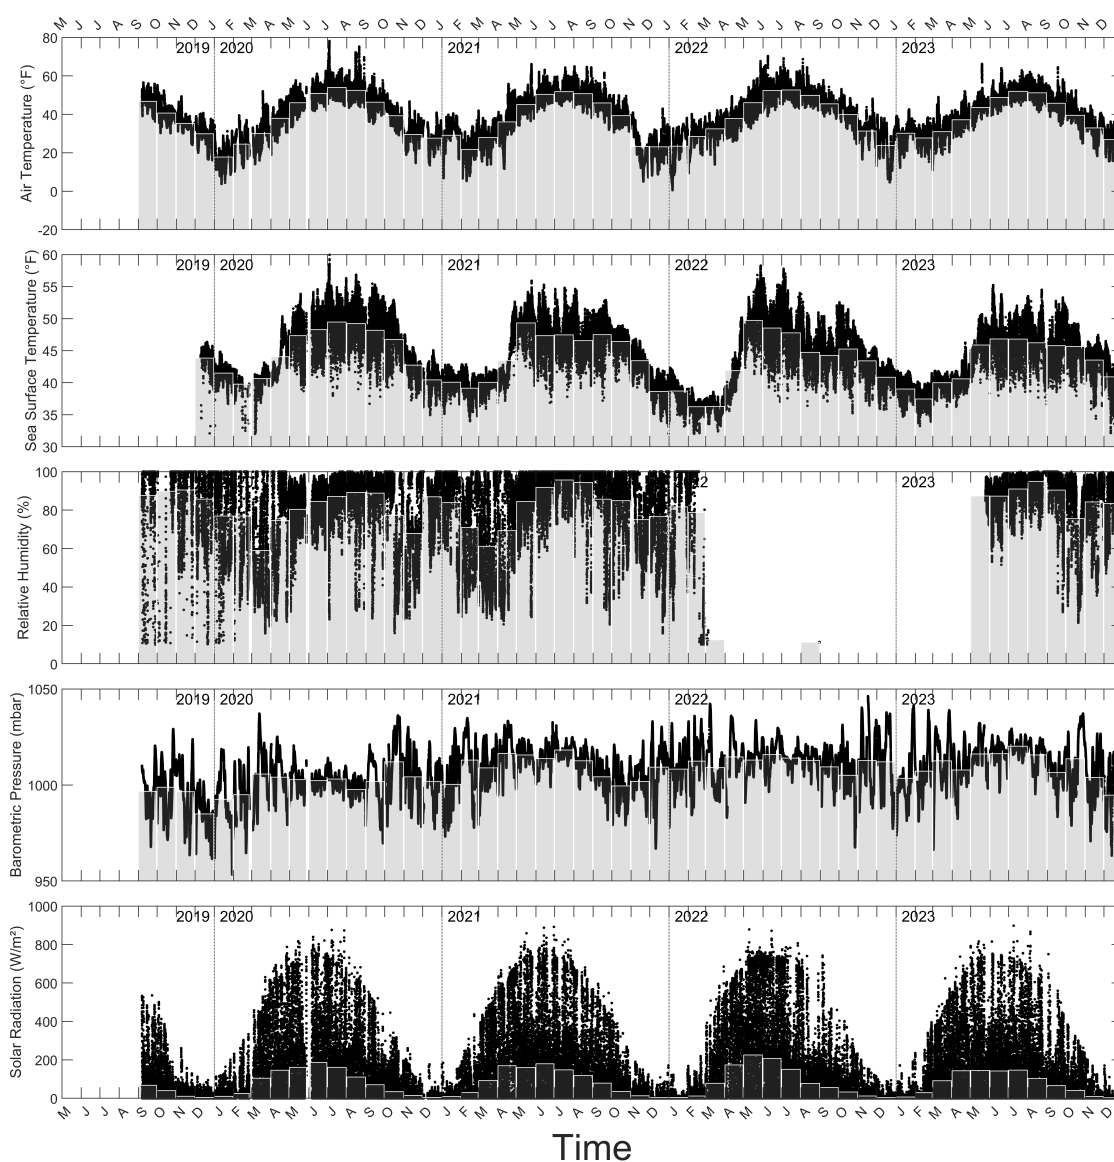 M J J A S O N D J F M A M J J A S O N D J F M A M J J A S O N D J F M A M J J A S O N D J F M A M J J A S O N D
Air Temperature (°F)
80
60
40
20
0
-20
2019 2020 2021 2022 2023
Sea Surface Temperature (°F)
60
55
50
45
40
35
30
2019 2020 2021 2022 2023
Relative Humidity (%)
100
80
60
40
20
0
2023
Barometric Pressure (mbar)
1050
1000
950
2019 2020 2021 2022 2023
Solar Radiation (W/m²)
1000
800
600
400
200
0
2019 2020 2021 2022 2023
M J J A S O N D J F M A M J J A S O N D J F M A M J J A S O N D J F M A M J J A S O N D J F M A M J J A S O N D
Time